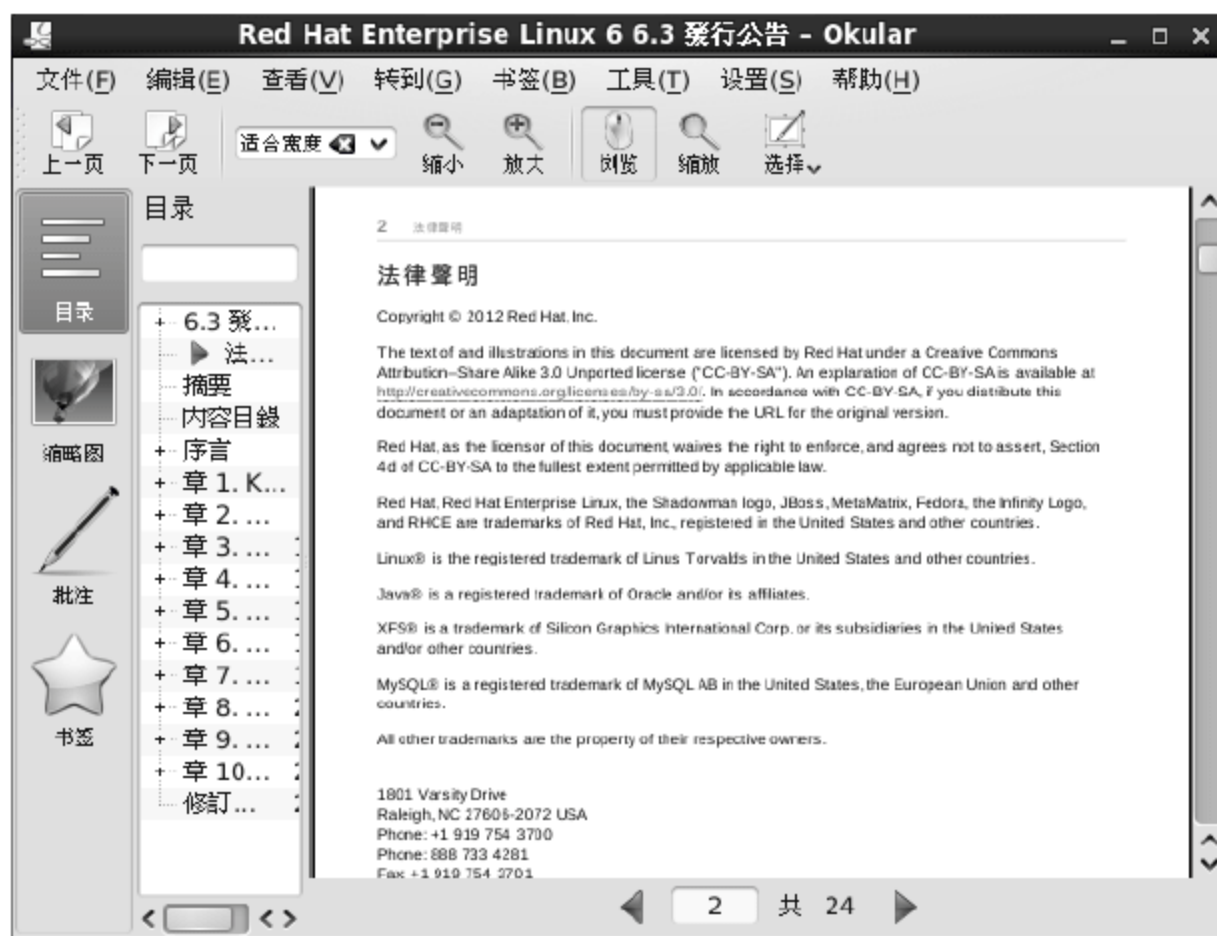 Red Hat Enterprise Linux 6 6.3 發行公告 – Okular
文件(F) 编辑(E) 查看(V) 转到(G) 书签(B) 工具(T) 设置(S) 帮助(H)
上一页 下一页 适合宽度 缩小 放大 浏览 缩放 选择
目录
缩略图
批注
书签
目录
6.3 發...
法...
摘要
内容目錄
序言
章 1. K...
章 2. ...
章 3. ...
章 4. ...
章 5. ...
章 6. ...
章 7. ...
章 8. ...
章 9. ...
章 10...
修訂...
2 法律聲明
法律聲明
Copyright © 2012 Red Hat, Inc.
The text of and illustrations in this document are licensed by Red Hat under a Creative Commons
Attribution–Share Alike 3.0 Unported license ("CC-BY-SA"). An explanation of CC-BY-SA is available at
http://creativecommons.org/licenses/by-sa/3.0/. In accordance with CC-BY-SA, if you distribute this
document or an adaptation of it, you must provide the URL for the original version.
Red Hat, as the licensor of this document, waives the right to enforce, and agrees not to assert, Section
4d of CC-BY-SA to the fullest extent permitted by applicable law.
Red Hat, Red Hat Enterprise Linux, the Shadowman logo, JBoss, MetaMatrix, Fedora, the Infinity Logo,
and RHCE are trademarks of Red Hat, Inc., registered in the United States and other countries.
Linux® is the registered trademark of Linus Torvalds in the United States and other countries.
Java® is a registered trademark of Oracle and/or its affiliates.
XFS® is a trademark of Silicon Graphics International Corp. or its subsidiaries in the United States
and/or other countries.
MySQL® is a registered trademark of MySQL AB in the United States, the European Union and other
countries.
All other trademarks are the property of their respective owners.
1801 Varsity Drive
Raleigh, NC 27606-2072 USA
Phone: +1 919 754 3700
Phone: 888 733 4281
Fax: +1 919 754 3701
2 共 24